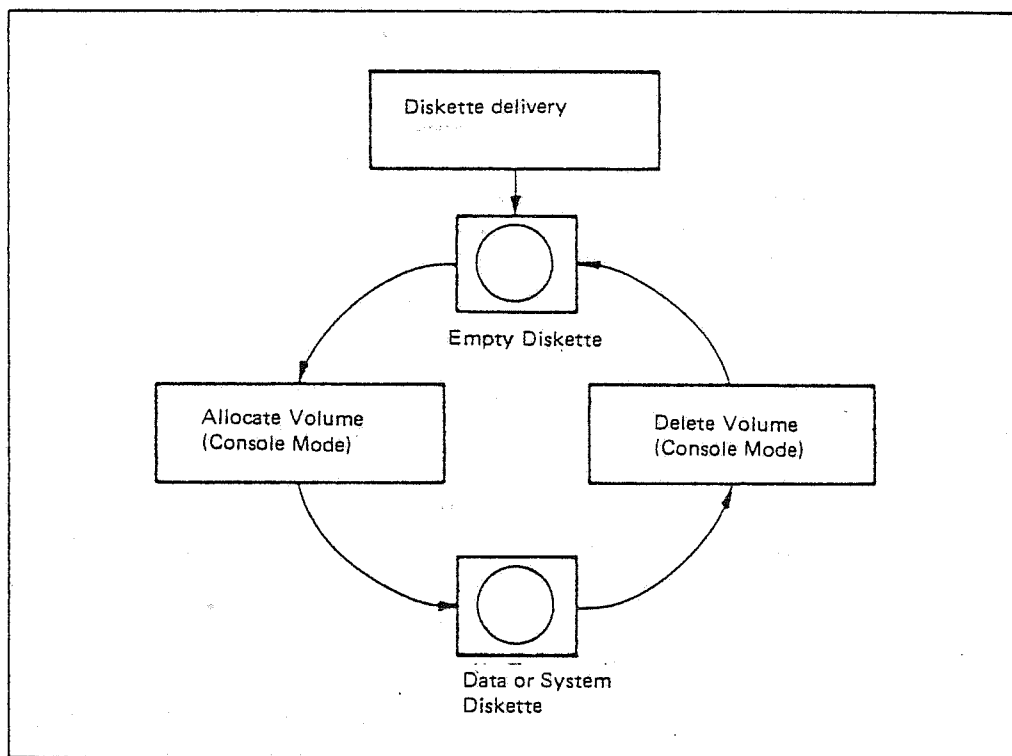 Diskette delivery
Empty Diskette
Allocate Volume
(Console Mode)
Delete Volume
(Console Mode)
Data or System
Diskette